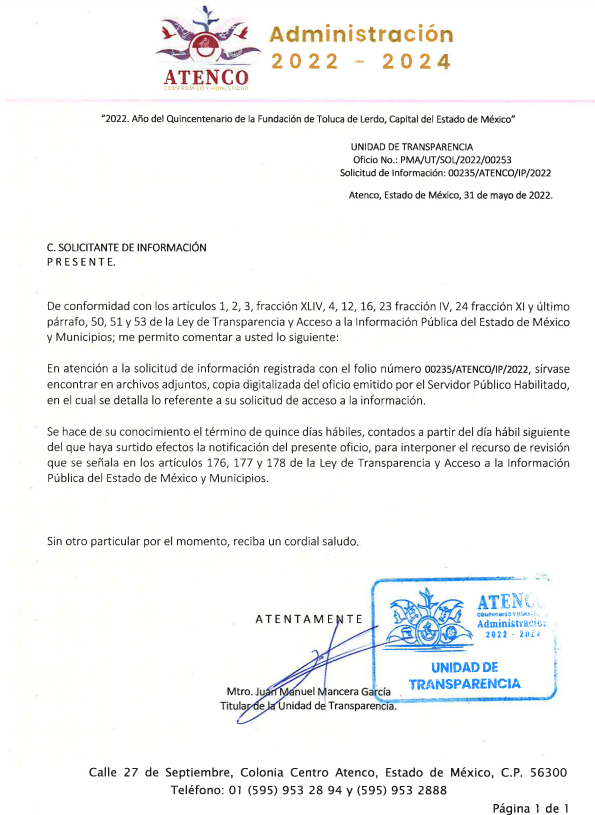 ATENCO
COMPROMISO Y HONESTIDAD
Administración
2022 - 2024
"2022. Año del Quincentenario de la Fundación de Toluca de Lerdo, Capital del Estado de México"
UNIDAD DE TRANSPARENCIA
Oficio No.: PMA/UT/SOL/2022/00253
Solicitud de Información: 00235/ATENCO/IP/2022
Atenco, Estado de México, 31 de mayo de 2022.
C. SOLICITANTE DE INFORMACIÓN
P R E S E N T E.
De conformidad con los artículos 1, 2, 3, fracción XLIV, 4, 12, 16, 23 fracción IV, 24 fracción XI y último
párrafo, 50, 51 y 53 de la Ley de Transparencia y Acceso a la Información Pública del Estado de México
y Municipios; me permito comentar a usted lo siguiente:
En atención a la solicitud de información registrada con el folio número 00235/ATENCO/IP/2022, sírvase
encontrar en archivos adjuntos, copia digitalizada del oficio emitido por el Servidor Público Habilitado,
en el cual se detalla lo referente a su solicitud de acceso a la información.
Se hace de su conocimiento el término de quince días hábiles, contados a partir del día hábil siguiente
del que haya surtido efectos la notificación del presente oficio, para interponer el recurso de revisión
que se señala en los artículos 176, 177 y 178 de la Ley de Transparencia y Acceso a la Información
Pública del Estado de México y Municipios.
Sin otro particular por el momento, reciba un cordial saludo.
A T E N T A M E N T E
ATENCO
COMPROMISO Y HONESTIDAD
Administración
2022 - 2024
UNIDAD DE
TRANSPARENCIA
Mtro. Juan Manuel Mancera García
Titular de la Unidad de Transparencia.
Calle 27 de Septiembre, Colonia Centro Atenco, Estado de México, C.P. 56300
Teléfono: 01 (595) 953 28 94 y (595) 953 2888
Página 1 de 1